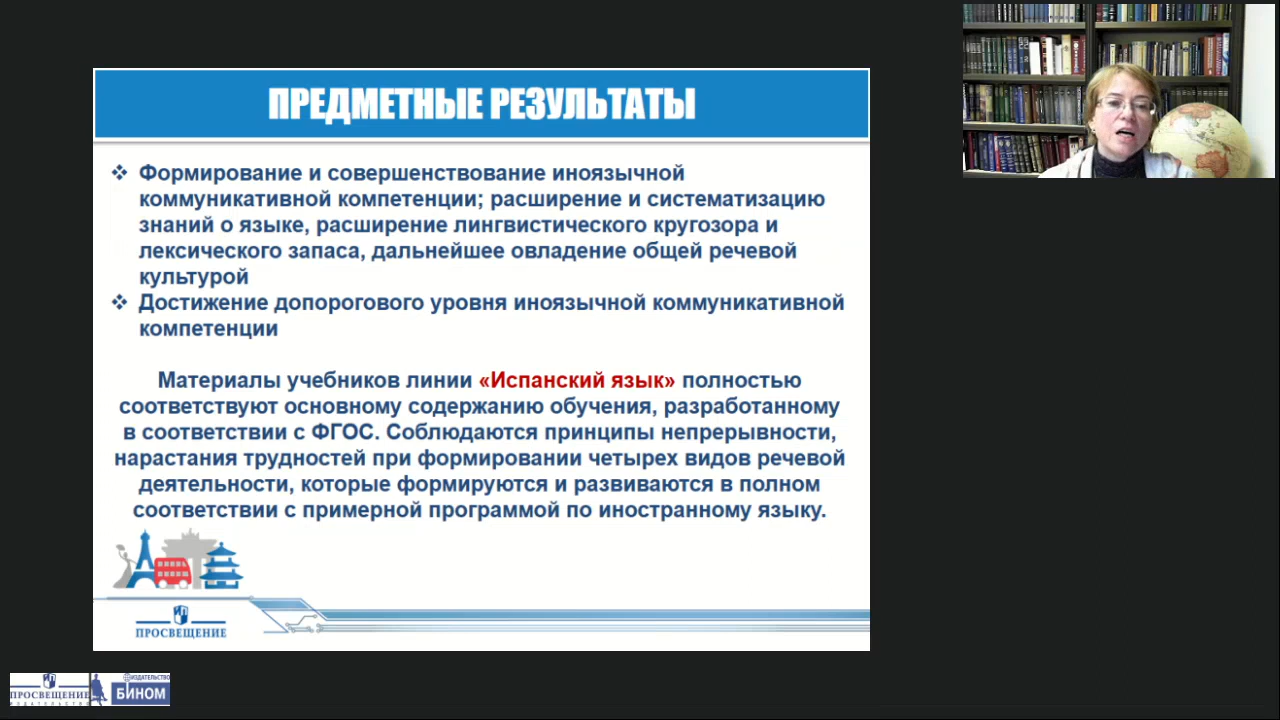 ПРЕДМЕТНЫЕ РЕЗУЛЬТАТЫ
❖ Формирование и совершенствование иноязычной
коммуникативной компетенции; расширение и систематизацию
знаний о языке, расширение лингвистического кругозора и
лексического запаса, дальнейшее овладение общей речевой
культурой
❖ Достижение допорогового уровня иноязычной коммуникативной
компетенции
Материалы учебников линии «Испанский язык» полностью
соответствуют основному содержанию обучения, разработанному
в соответствии с ФГОС. Соблюдаются принципы непрерывности,
нарастания трудностей при формировании четырех видов речевой
деятельности, которые формируются и развиваются в полном
соответствии с примерной программой по иностранному языку.
ПРОСВЕЩЕНИЕ
ПРОСВЕЩЕНИЕ
ИЗДАТЕЛЬСТВО
ИЗДАТЕЛЬСТВО
БИНОМ